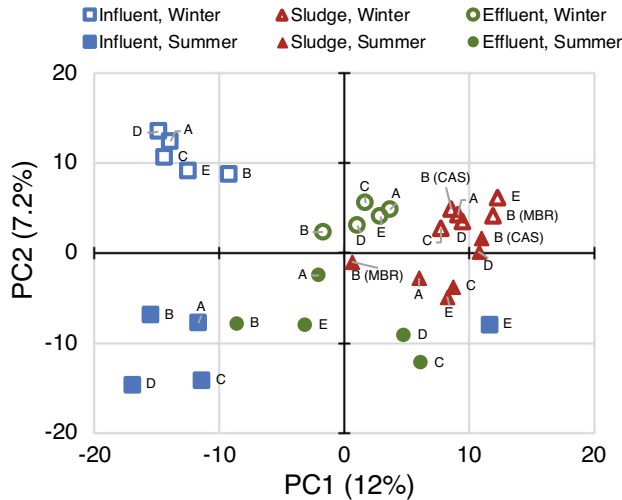 Influent, Winter Sludge, Winter Effluent, Winter
Influent, Summer Sludge, Summer Effluent, Summer
20
D A
C
E B
B (CAS)
A
E
10
C A
B (MBR)
B D E
C D
B (CAS)
0
A B (MBR)
D
A
C
E
B A
B E
D
E
-10
C
D C
-20
-20 -10 0 10 20
PC2 (7.2%)
PC1 (12%)